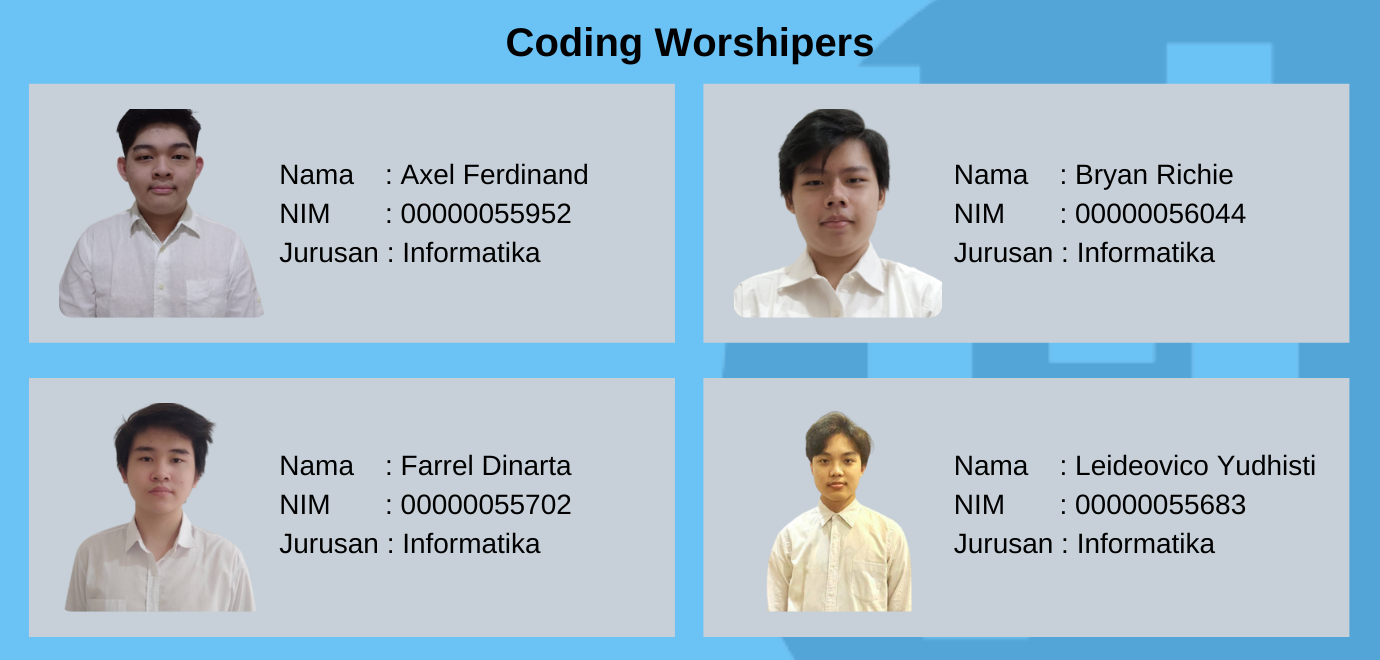 Coding Worshipers
Nama : Axel Ferdinand
NIM : 00000055952
Jurusan : Informatika
Nama : Bryan Richie
NIM : 00000056044
Jurusan : Informatika
Nama : Farrel Dinarta
NIM : 00000055702
Jurusan : Informatika
Nama : Leideovico Yudhisti
NIM : 00000055683
Jurusan : Informatika